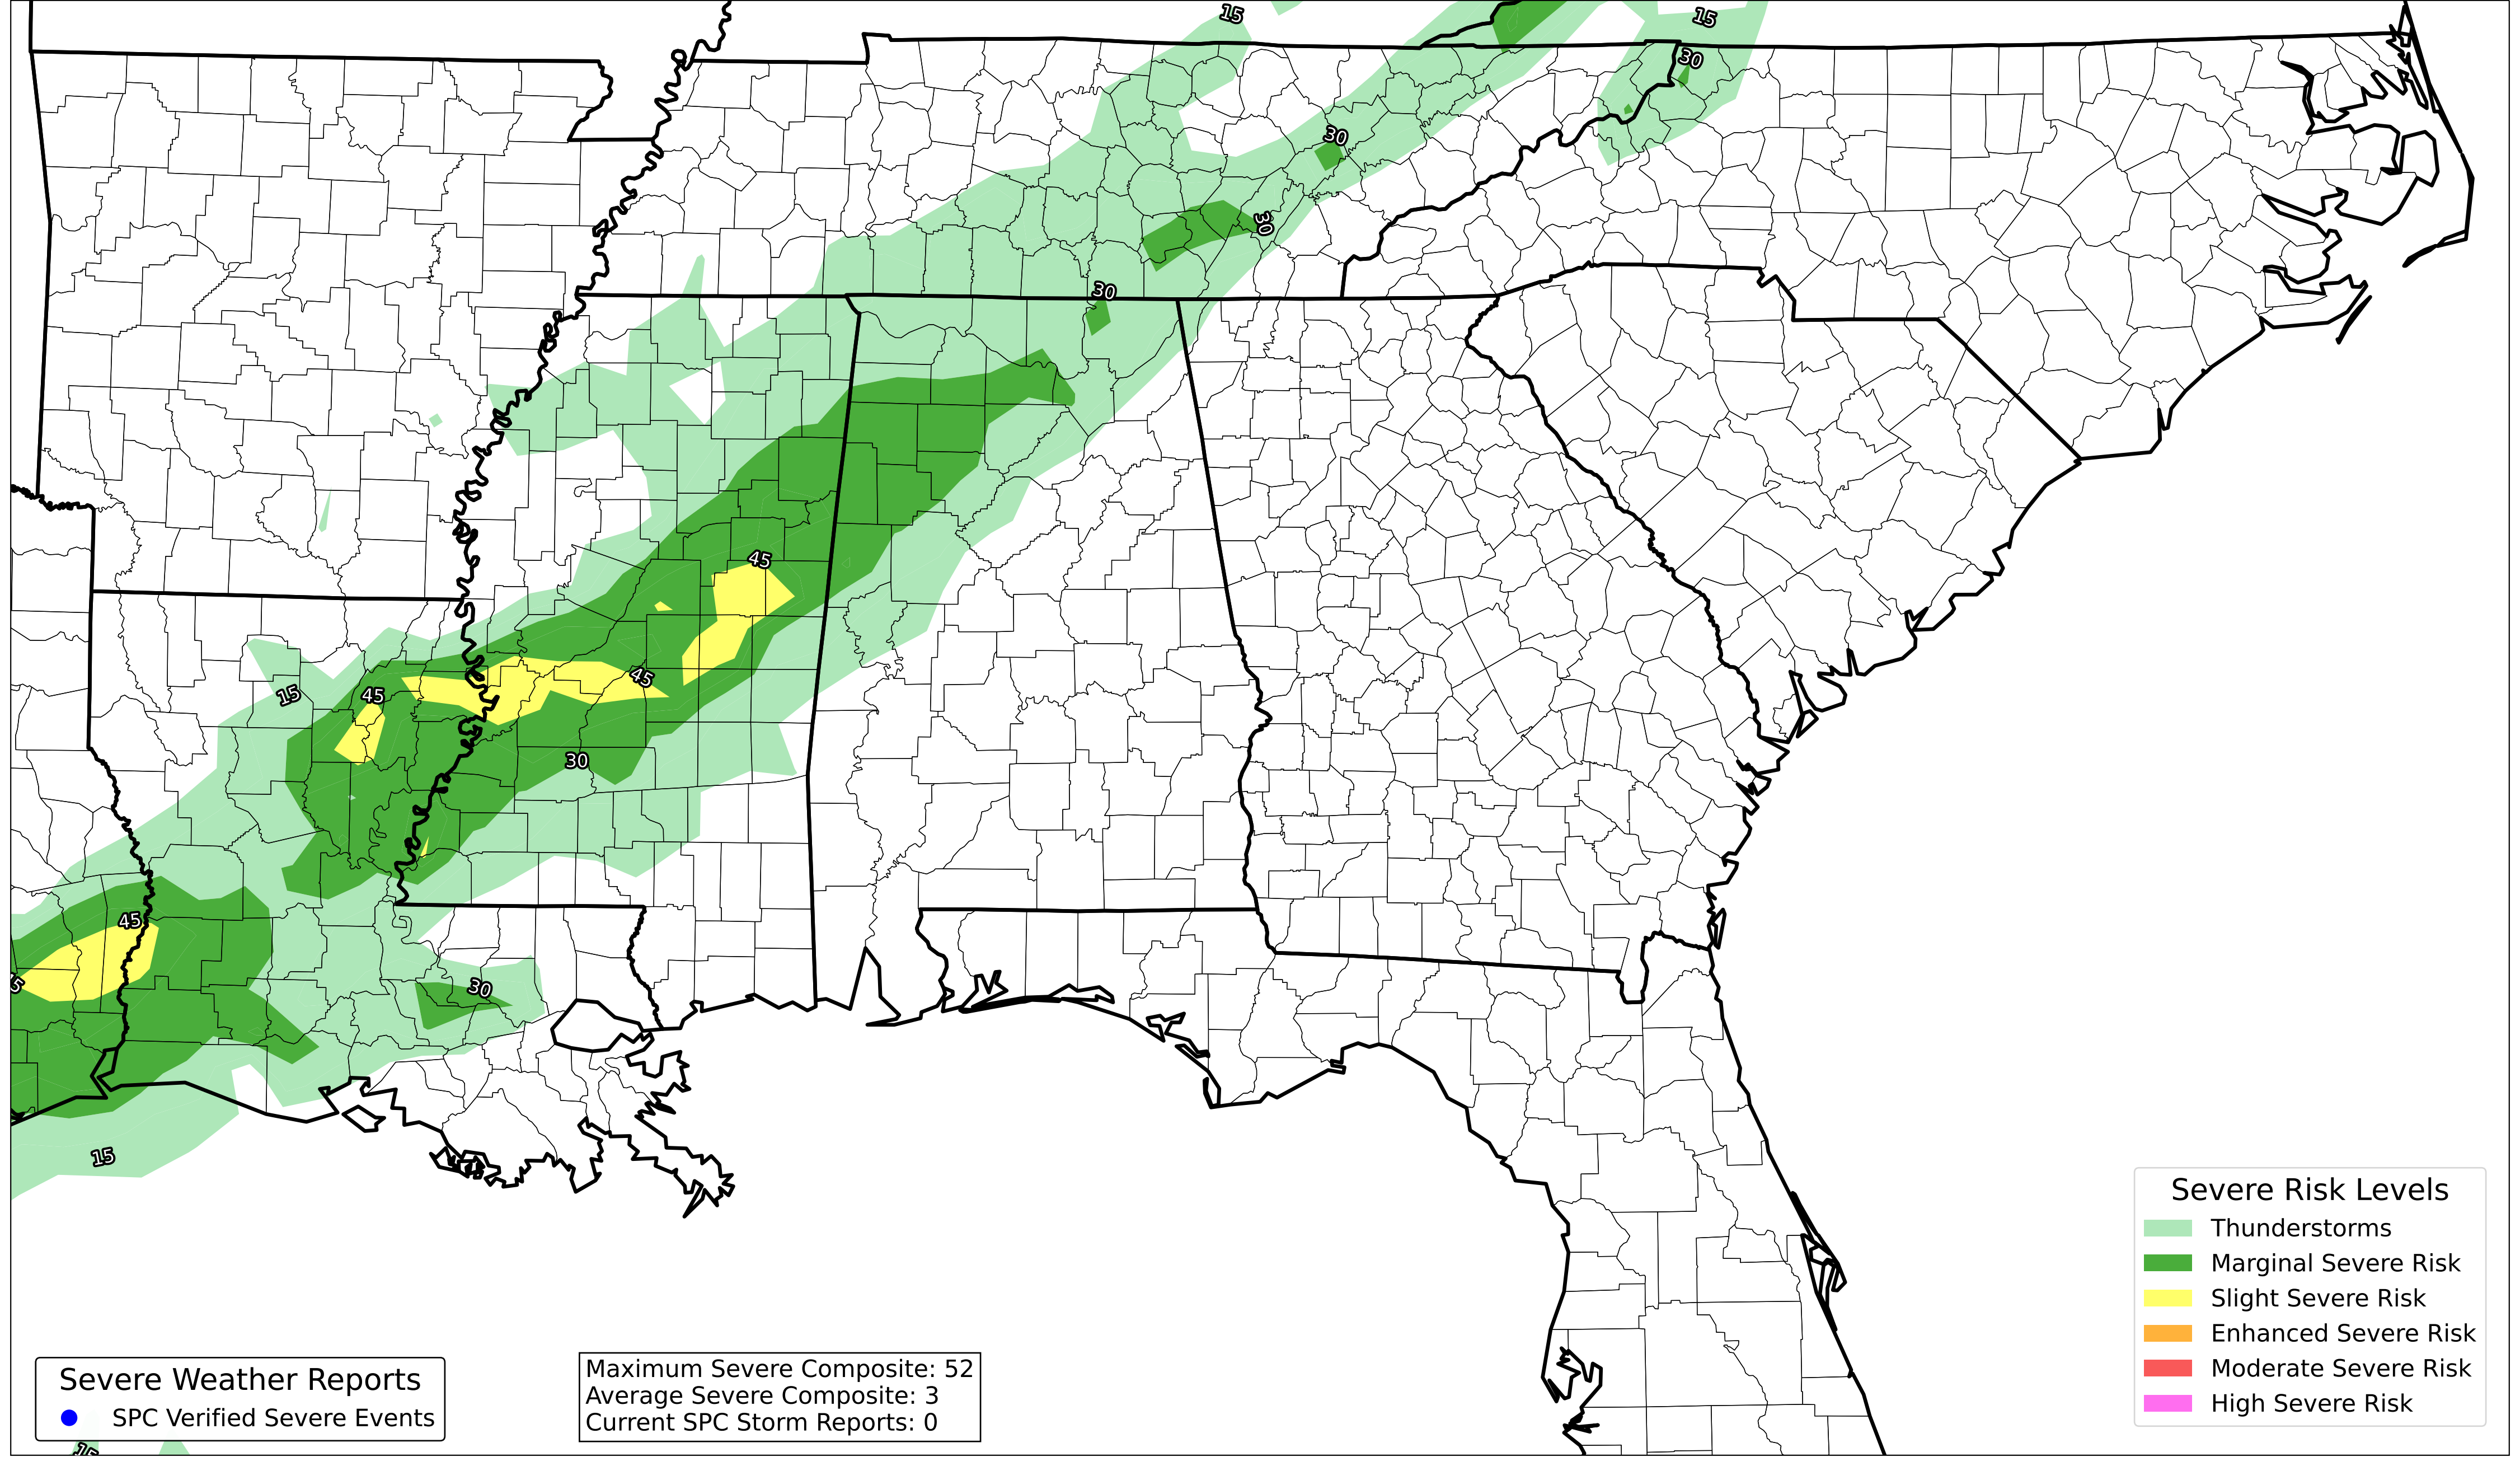 15
15
30
30
30
30
45
45
45
15
30
45
30
15
Severe Risk Levels
Thunderstorms
Marginal Severe Risk
Slight Severe Risk
Enhanced Severe Risk
Moderate Severe Risk
High Severe Risk
Severe Weather Reports
SPC Verified Severe Events
Maximum Severe Composite: 52
Average Severe Composite: 3
Current SPC Storm Reports: 0